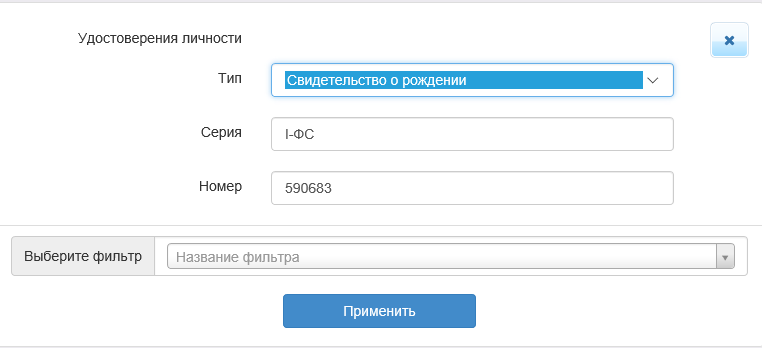 Удостоверения личности
Тип
Свидетельство о рождении
Серия
I-ФС
Номер
590683
Выберите фильтр
Название фильтра
Применить